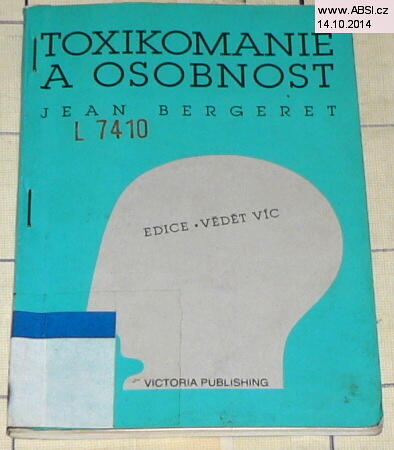 www.ABSI.cz
14.10.2014
TOXIKOMANIE
A OSOBNOST
JEAN BERGERET
L 7410
EDICE • VĚDĚT VÍC
VICTORIA PUBLISHING